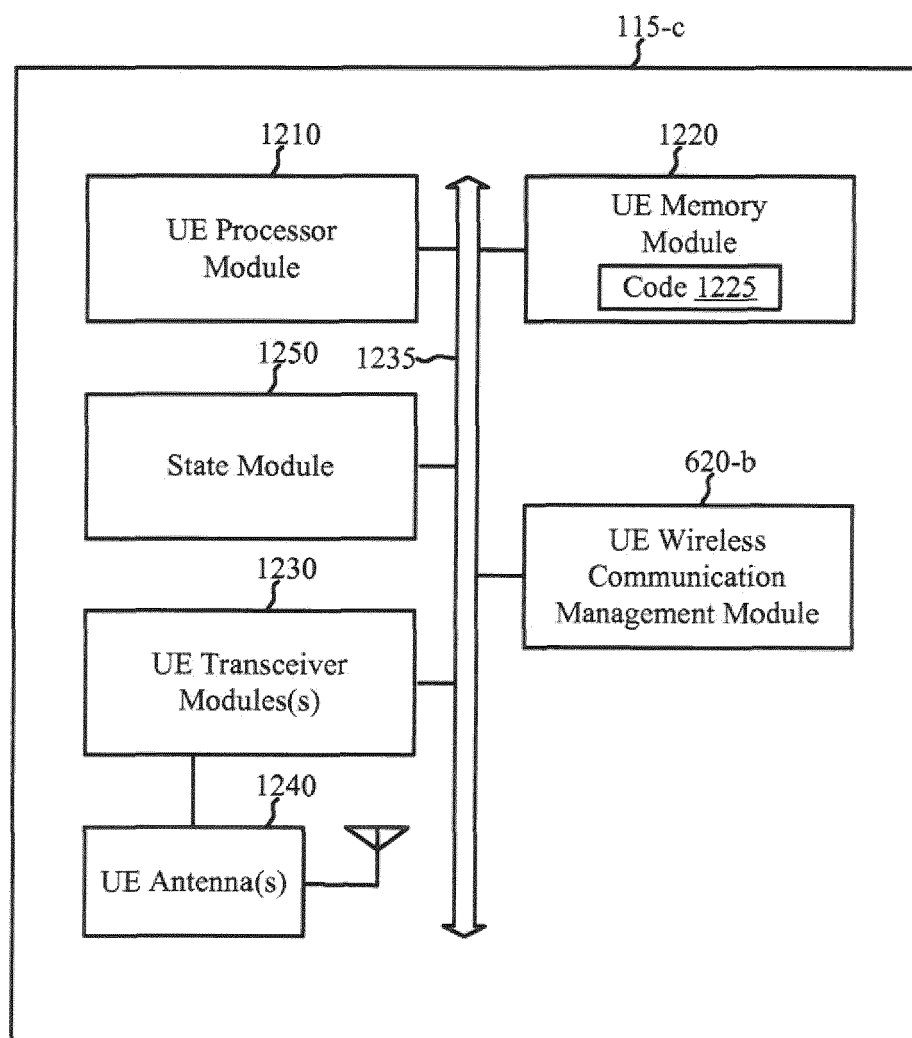 115-c
1210
UE Processor
Module
1220
UE Memory
Module
Code 1225
1235
1250
State Module
620-b
UE Wireless
Communication
Management Module
1230
UE Transceiver
Modules(s)
1240
UE Antenna(s)